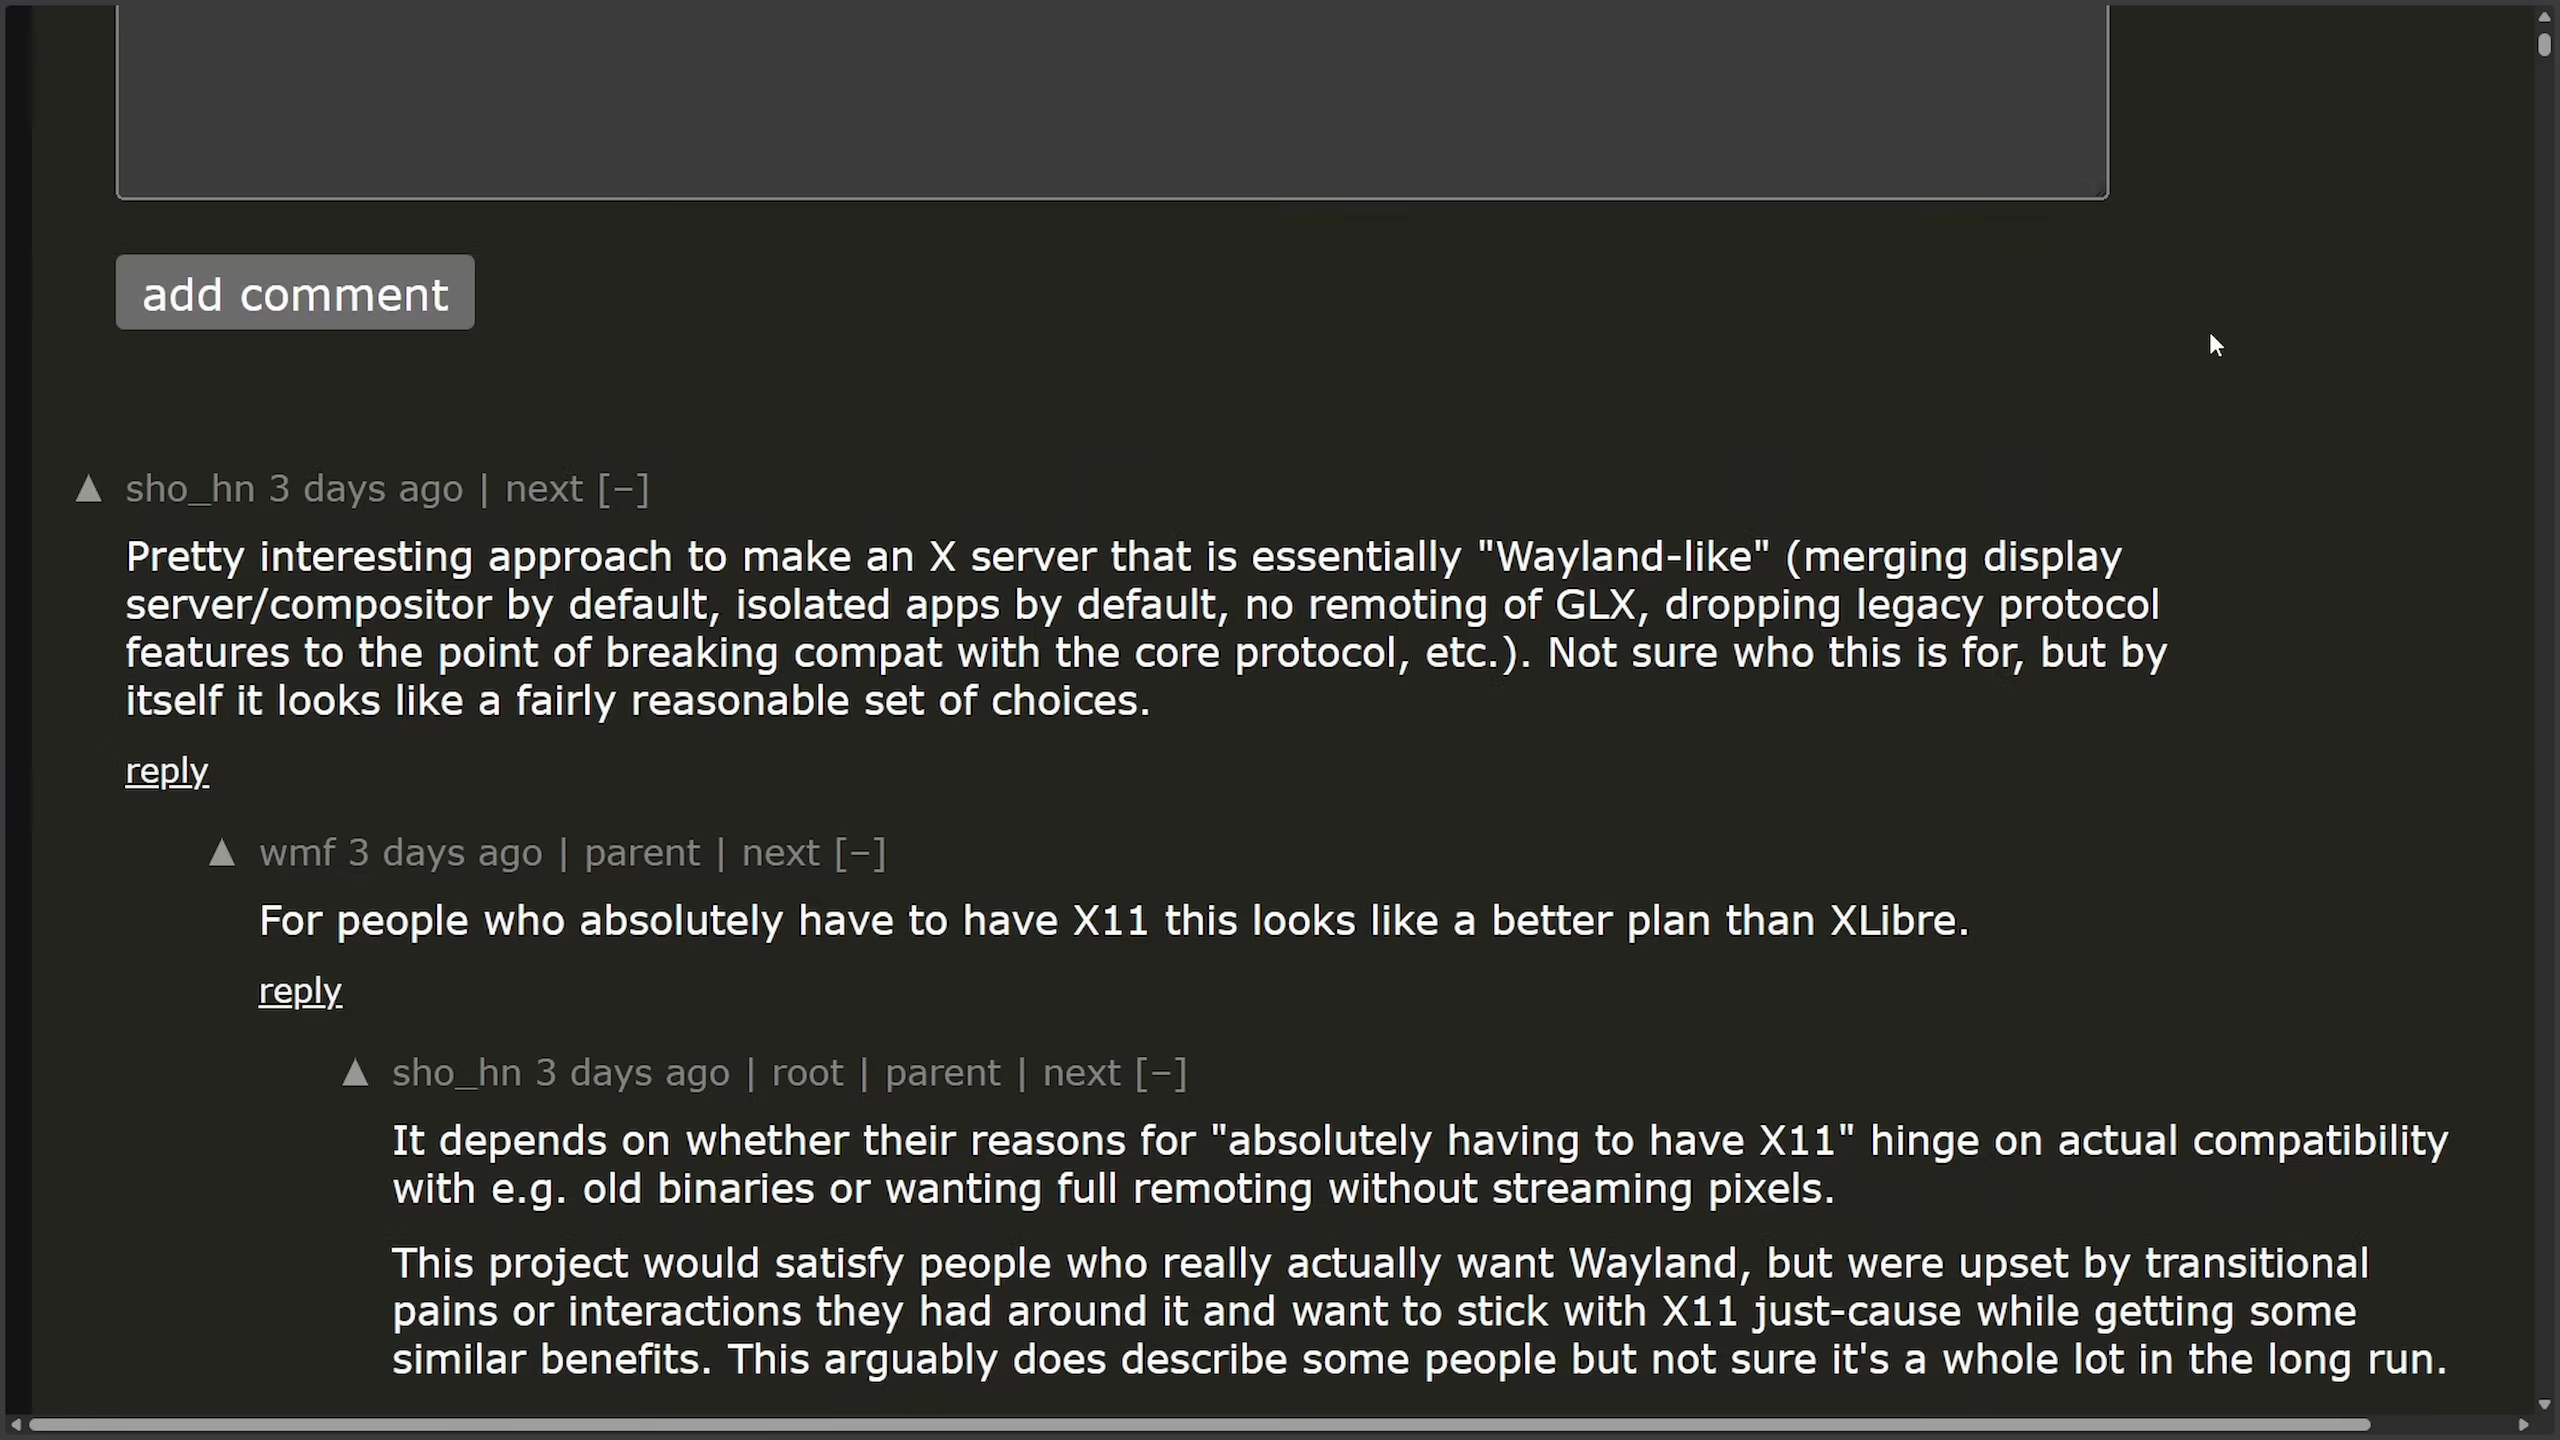 add comment
▲ sho_hn 3 days ago | next [–]
Pretty interesting approach to make an X server that is essentially "Wayland-like" (merging display
server/compositor by default, isolated apps by default, no remoting of GLX, dropping legacy protocol
features to the point of breaking compat with the core protocol, etc.). Not sure who this is for, but by
itself it looks like a fairly reasonable set of choices.
reply
▲ wmf 3 days ago | parent | next [–]
For people who absolutely have to have X11 this looks like a better plan than XLibre.
reply
▲ sho_hn 3 days ago | root | parent | next [–]
It depends on whether their reasons for "absolutely having to have X11" hinge on actual compatibility
with e.g. old binaries or wanting full remoting without streaming pixels.
This project would satisfy people who really actually want Wayland, but were upset by transitional
pains or interactions they had around it and want to stick with X11 just-cause while getting some
similar benefits. This arguably does describe some people but not sure it's a whole lot in the long run.